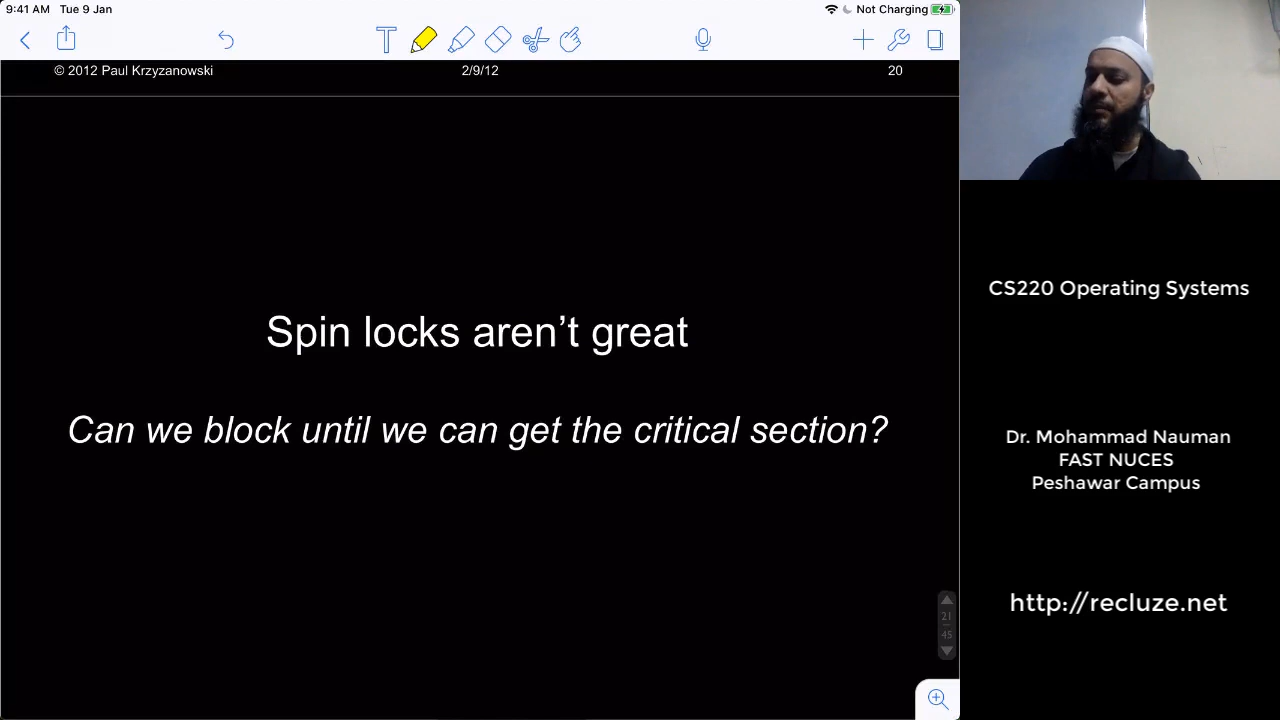 9:41 AM Tue 9 Jan
Not Charging
T
© 2012 Paul Krzyzanowski 2/9/12 20
Spin locks aren’t great
Can we block until we can get the critical section?
21
45
CS220 Operating Systems
Dr. Mohammad Nauman
FAST NUCES
Peshawar Campus
http://recluze.net